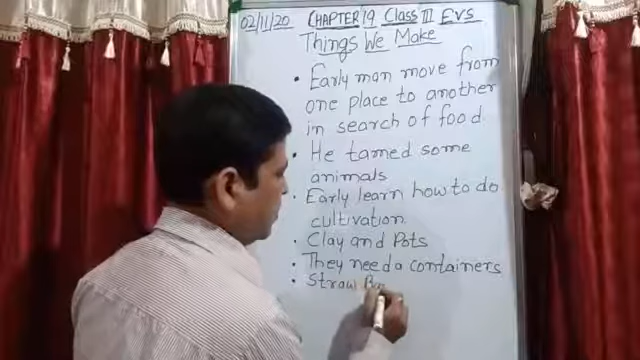 02/11/20 CHAPTER 19 Class III EVS
Things We Make
• Early man move from
one place to another
in search of food
• He tamed some
animals
• Early learn how to do
cultivation
• Clay and Pots
• They need a containers
• Straw